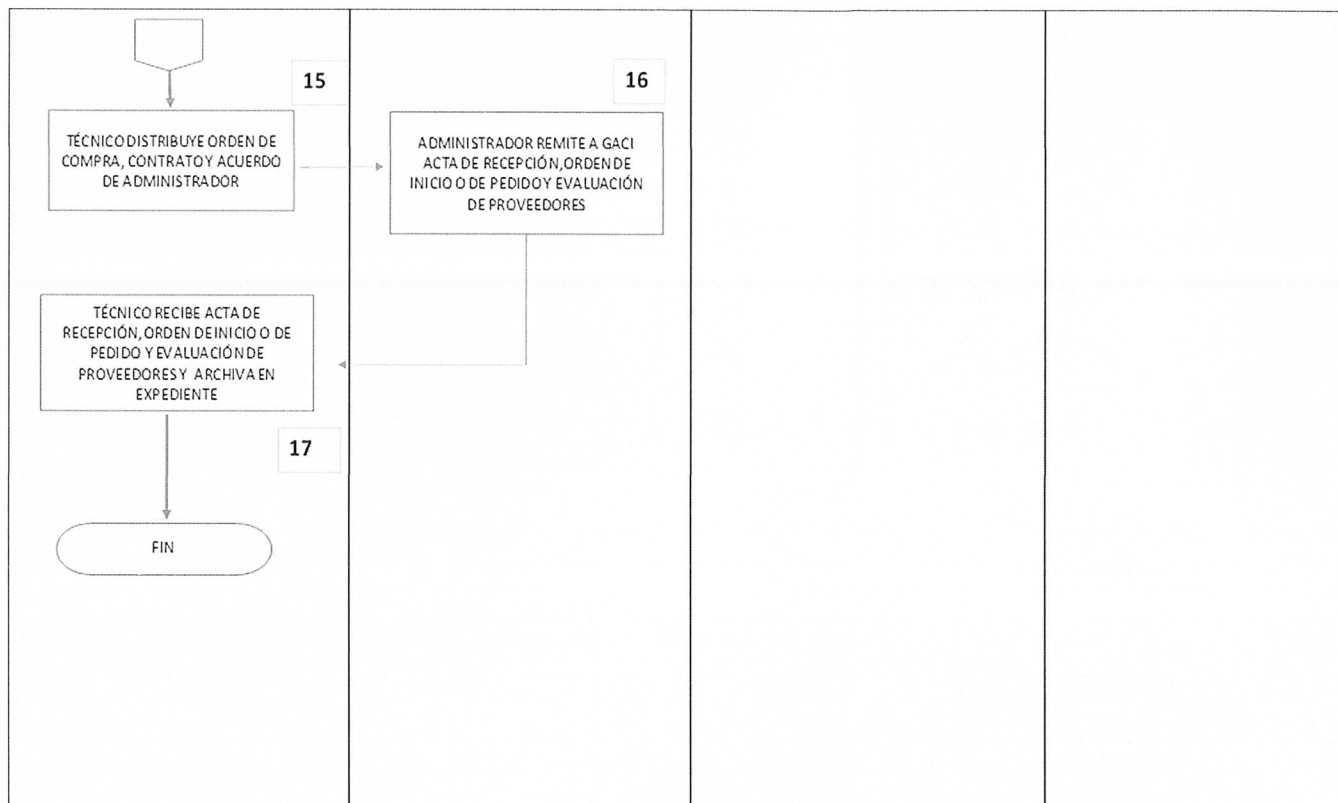 15
TÉCNICO DISTRIBUYE ORDEN DE
COMPRA, CONTRATO Y ACUERDO
DE ADMINISTRADOR
16
ADMINISTRADOR REMITE A GACI
ACTA DE RECEPCIÓN, ORDEN DE
INICIO O DE PEDIDO Y EVALUACIÓN
DE PROVEEDORES
TÉCNICO RECIBE ACTA DE
RECEPCIÓN, ORDEN DE INICIO O DE
PEDIDO Y EVALUACIÓN DE
PROVEEDORES Y ARCHIVA EN
EXPEDIENTE
17
FIN